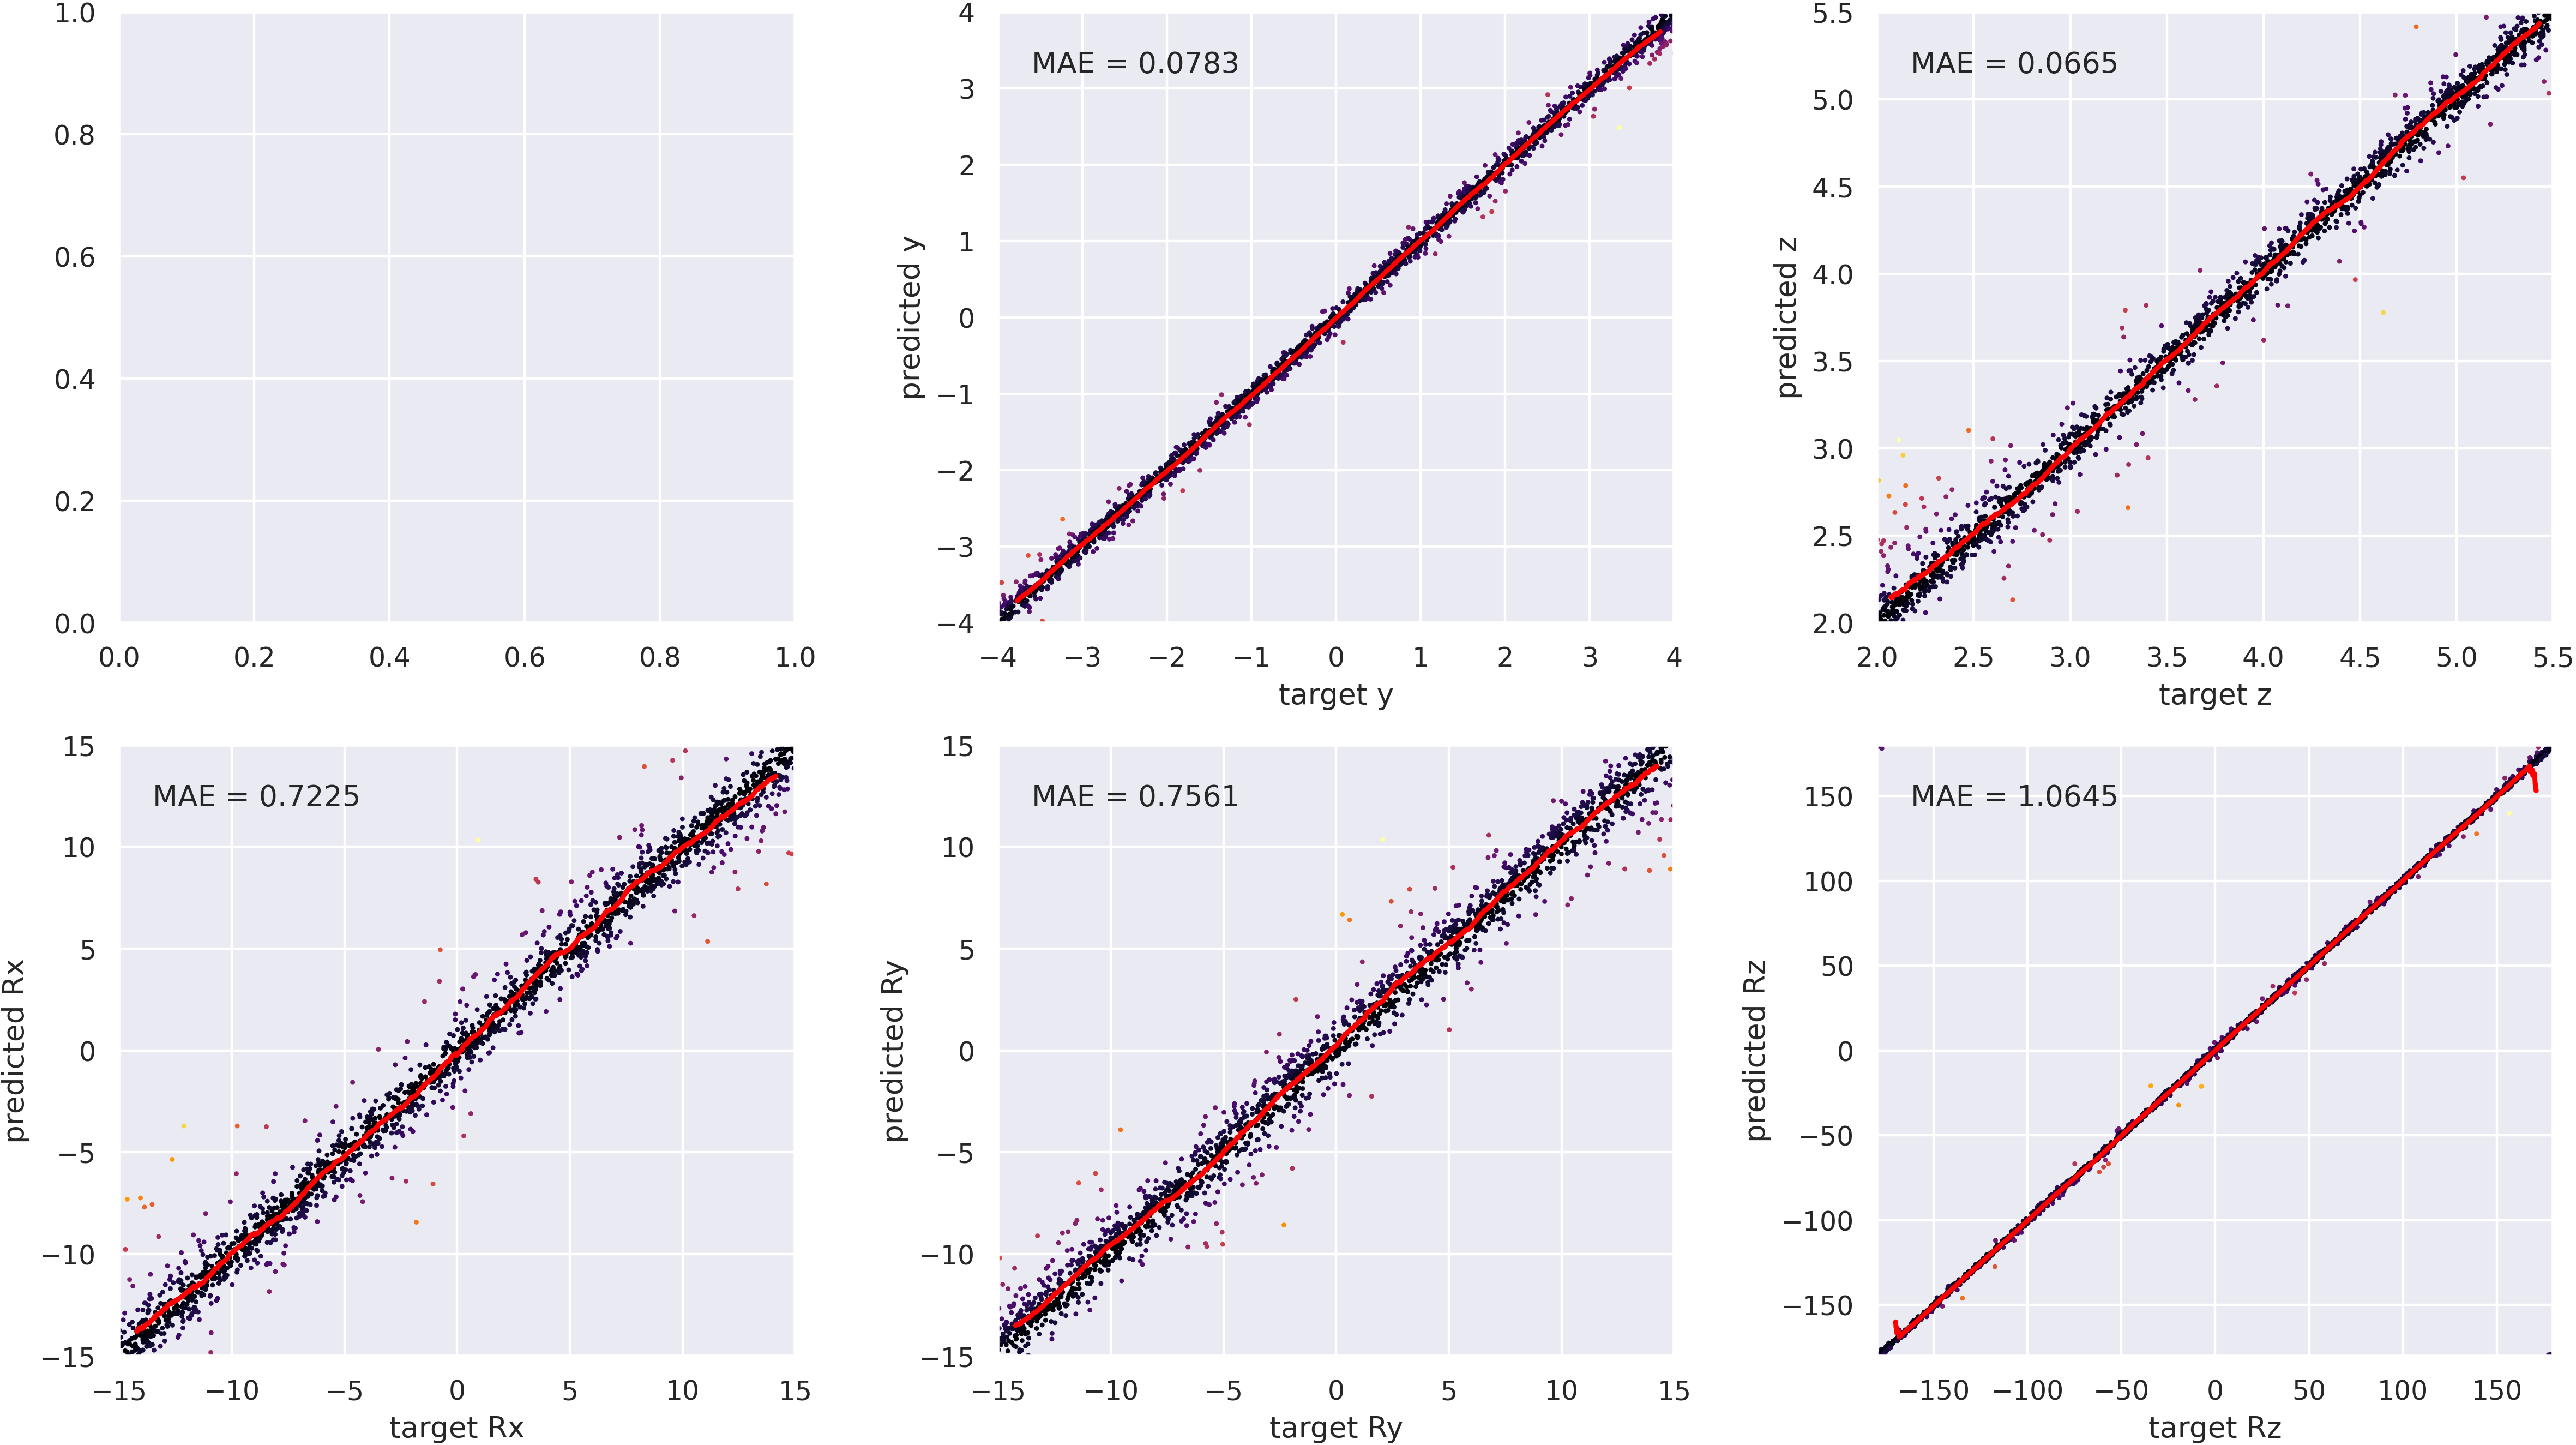 1.0
0.8
0.6
0.4
0.2
0.0
0.0 0.2 0.4 0.6 0.8 1.0
MAE = 0.0783
predicted y
4
3
2
1
0
−1
−2
−3
−4
−4 −3 −2 −1 0 1 2 3 4
target y
MAE = 0.0665
predicted z
5.5
5.0
4.5
4.0
3.5
3.0
2.5
2.0
2.0 2.5 3.0 3.5 4.0 4.5 5.0 5.5
target z
MAE = 0.7225
predicted Rx
15
10
5
0
−5
−10
−15
−15 −10 −5 0 5 10 15
target Rx
MAE = 0.7561
predicted Ry
15
10
5
0
−5
−10
−15
−15 −10 −5 0 5 10 15
target Ry
MAE = 1.0645
predicted Rz
150
100
50
0
−50
−100
−150
−150 −100 −50 0 50 100 150
target Rz